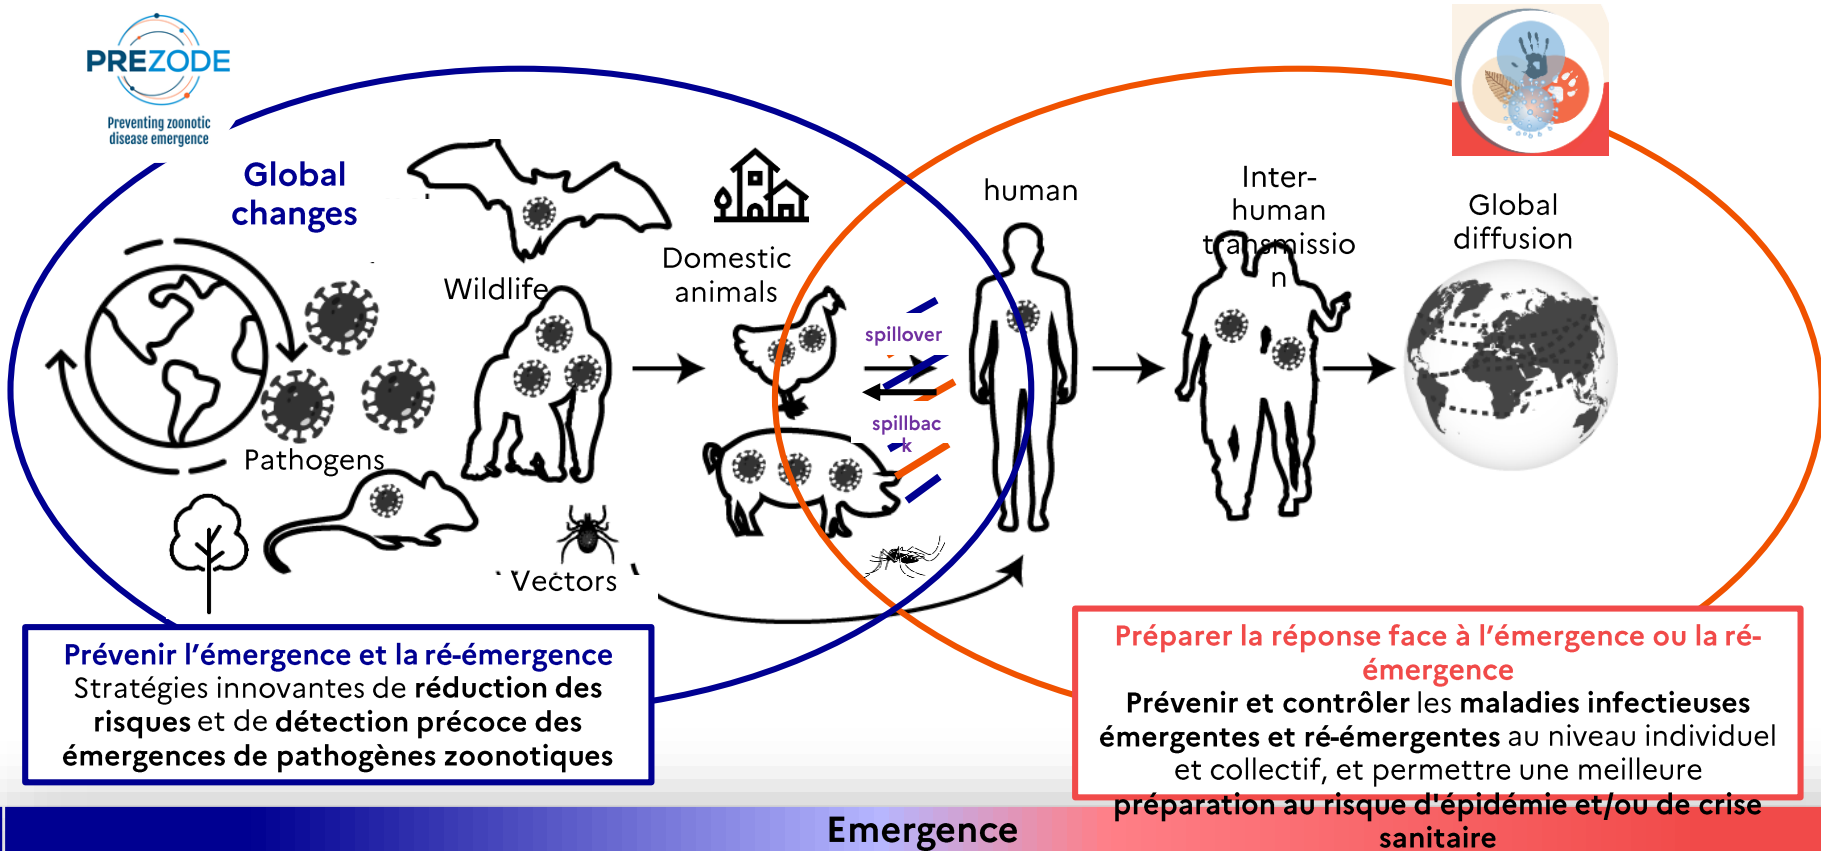 PREZODE
Preventing zoonotic
disease emergence
Global
changes
Pathogens
Wildlife
Vectors
Domestic
animals
spillover
spillbac
k
human
Inter-
human
transmissio
n
Global
diffusion
Prévenir l’émergence et la ré-émergence
Stratégies innovantes de réduction des
risques et de détection précoce des
émergences de pathogènes zoonotiques
Préparer la réponse face à l’émergence ou la ré-
émergence
Prévenir et contrôler les maladies infectieuses
émergentes et ré-émergentes au niveau individuel
et collectif, et permettre une meilleure
préparation au risque d'épidémie et/ou de crise
sanitaire
Emergence